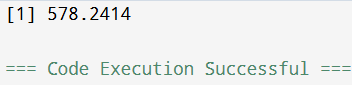 [1] 578.2414
=== Code Execution Successful ===